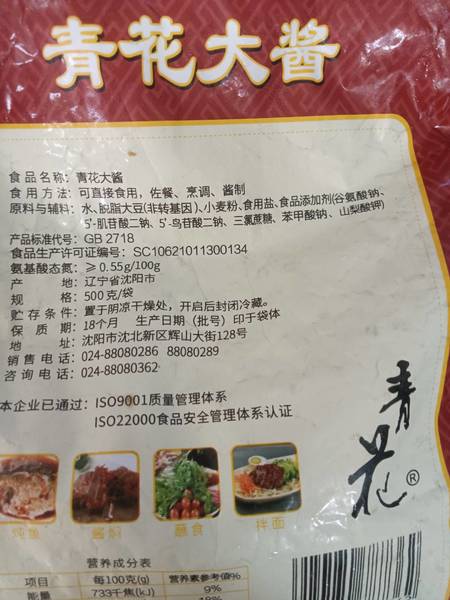 青花大酱
食品名称：青花大酱
食用方法：可直接食用，佐餐、烹调、酱制
原料与辅料：水、脱脂大豆(非转基因)、小麦粉、食用盐、食品添加剂(谷氨酸钠、
5'-肌苷酸二钠、5'-鸟苷酸二钠、三氯蔗糖、苯甲酸钠、山梨酸钾)
产品标准代号：GB 2718
食品生产许可证编号：SC10621011300134
氨基酸态氮：≥0.55g/100g
产地：辽宁省沈阳市
规格：500克/袋
贮存条件：置于阴凉干燥处，开启后封闭冷藏。
保质期：18个月 生产日期（批号）印于袋体
地址：沈阳市沈北新区辉山大街128号
销售电话：024-88080286 88080289
咨询电话：024-88080362
本企业已通过：ISO9001质量管理体系
ISO22000食品安全管理体系认证
青花®
炖鱼 酱焖 蘸食 拌面
营养成分表
项目 每100克(g) 营养素参考值%
能量 733千焦(kJ) 9%
18%